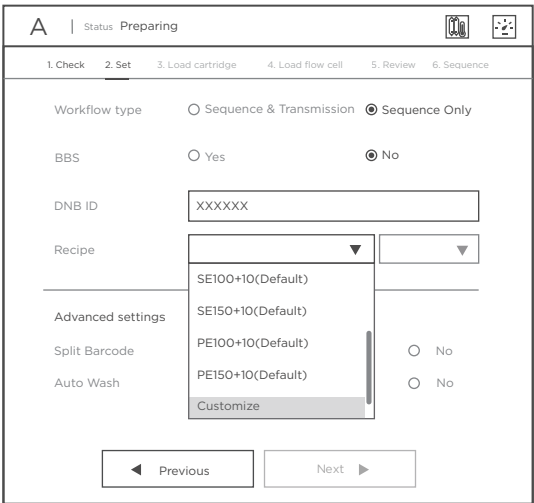 A | Status Preparing
1. Check 2. Set 3. Load cartridge 4. Load flow cell 5. Review 6. Sequence
Workflow type Sequence & Transmission Sequence Only
BBS Yes No
DNB ID XXXXXX
Recipe
SE100+10(Default)
Advanced settings SE150+10(Default)
Split Barcode PE100+10(Default) No
Auto Wash PE150+10(Default) No
Customize
Previous Next